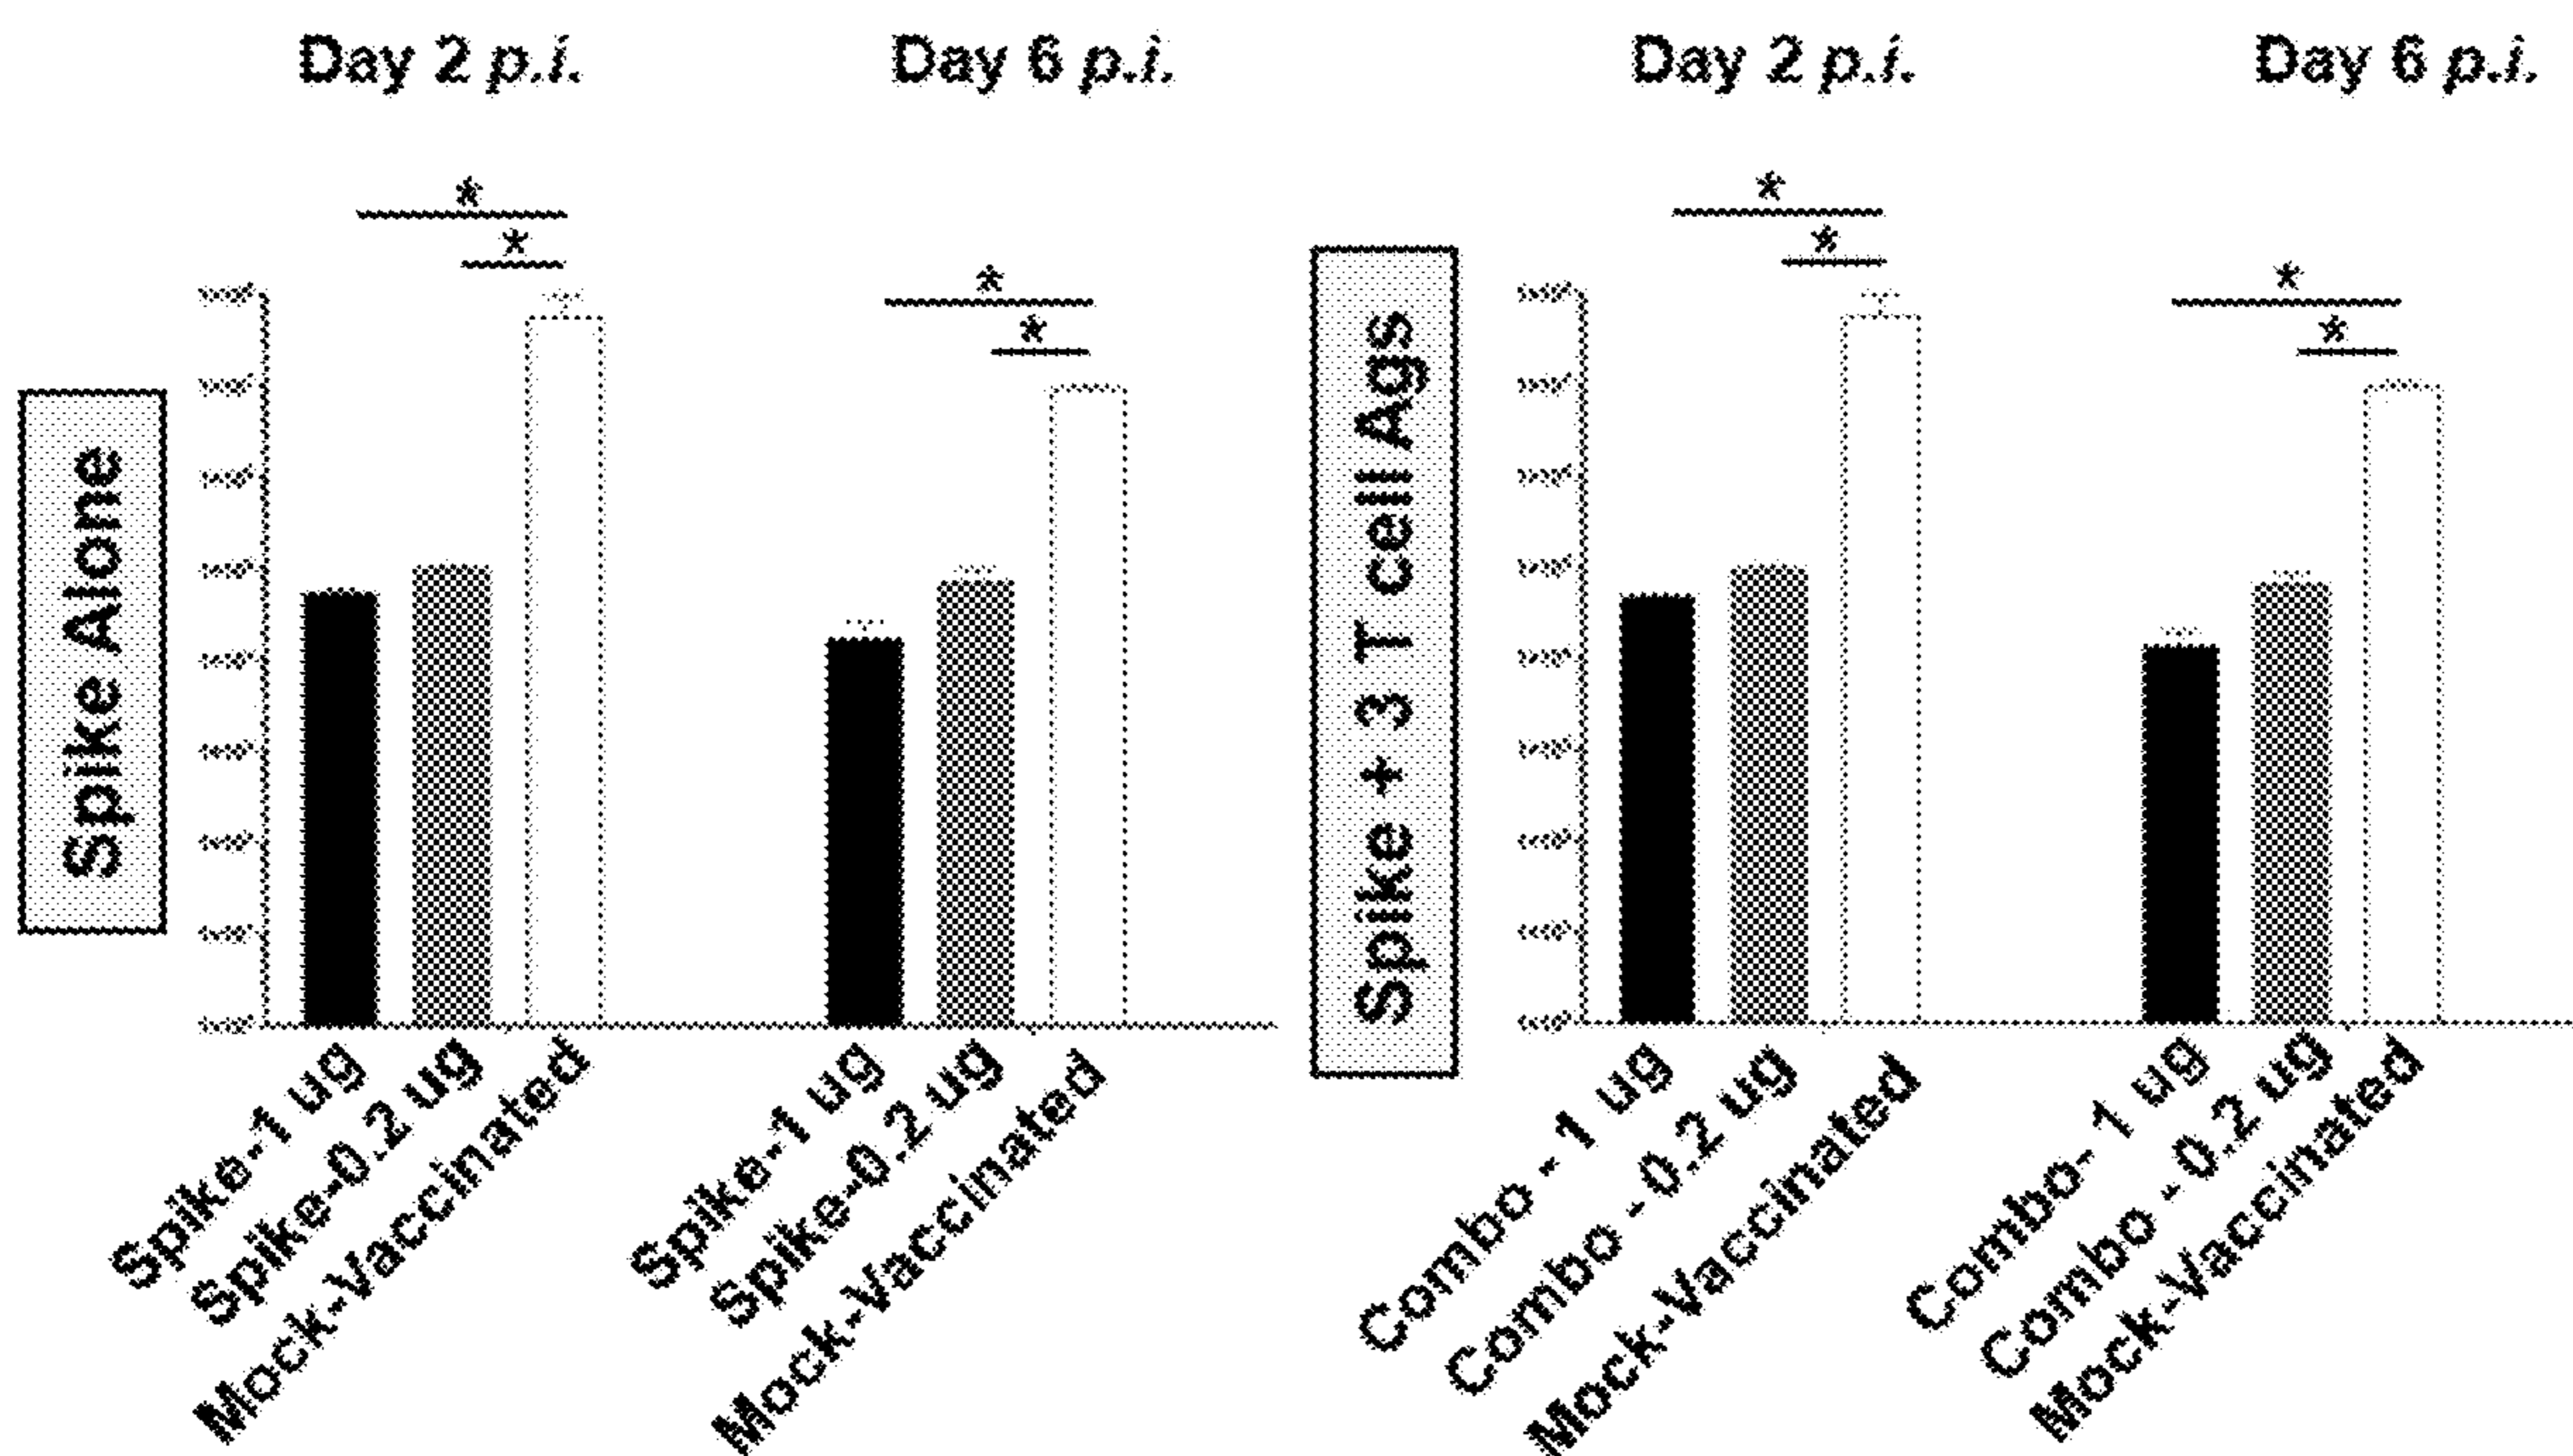 Day 2 p.i.
Day 6 p.i.
Day 2 p.i.
Day 6 p.i.
*
*
*
*
*
*
*
*
Spike Alone
Spike + 3 T cell Ags
Spike-1 ug
Spike-0.2 ug
Mock-Vaccinated
Spike-1 ug
Spike-0.2 ug
Mock-Vaccinated
Combo - 1 ug
Combo - 0.2 ug
Mock-Vaccinated
Combo- 1 ug
Combo - 0.2 ug
Mock-Vaccinated